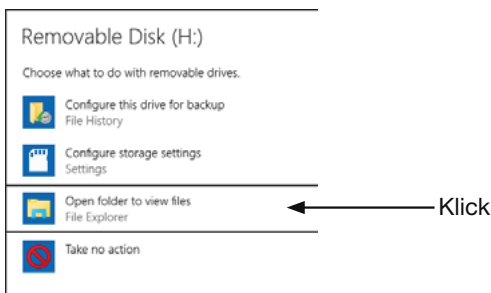 Removable Disk (H:)
Choose what to do with removable drives.
Configure this drive for backup
File History
Configure storage settings
Settings
Open folder to view files
File Explorer
Klick
Take no action